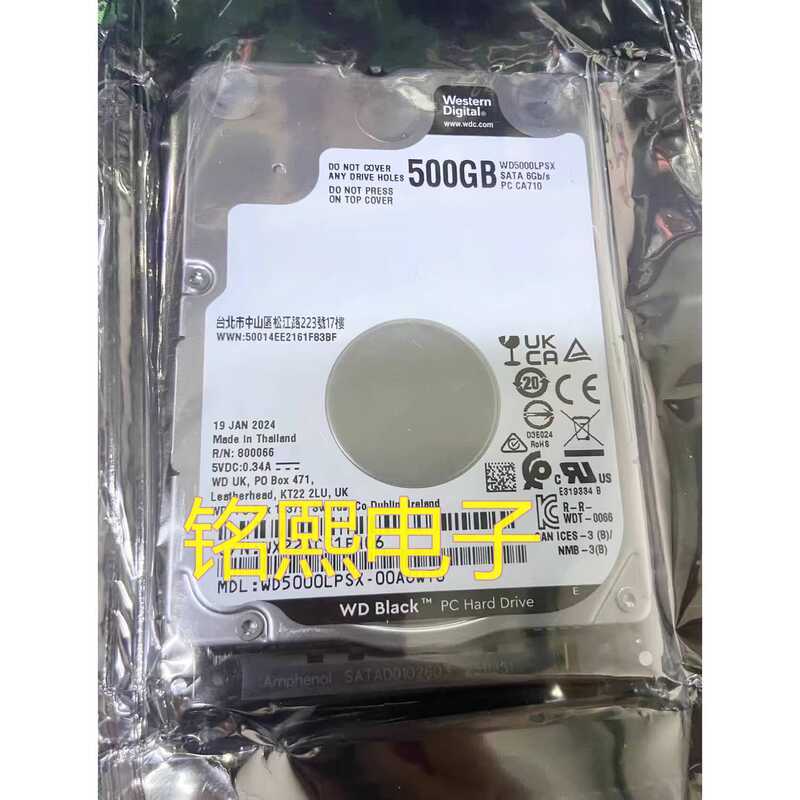 Western
Digital®
www.wdc.com
DO NOT COVER
ANY DRIVE HOLES
DO NOT PRESS
ON TOP COVER
500GB
WD5000LPSX
SATA 6Gb/s
PC CA710
台北市中山區松江路223號17樓
WWN:50014EE2161F83BF
UK
CA
20
CE
D3E024
RoHS
19 JAN 2024
Made in Thailand
R/N: 800066
5VDC:0.34A
WD UK, PO Box 471,
Leatherhead, KT22 2LU, UK
Co Dublin Ireland
C RU US
E319334 B
R-R-
WDT-0066
CAN ICES-3 (B)/
NMB-3(B)
铭熙电子
MDL:WD5000LPSX-00A6WT0
WD Black™ PC Hard Drive
E
Amphenol